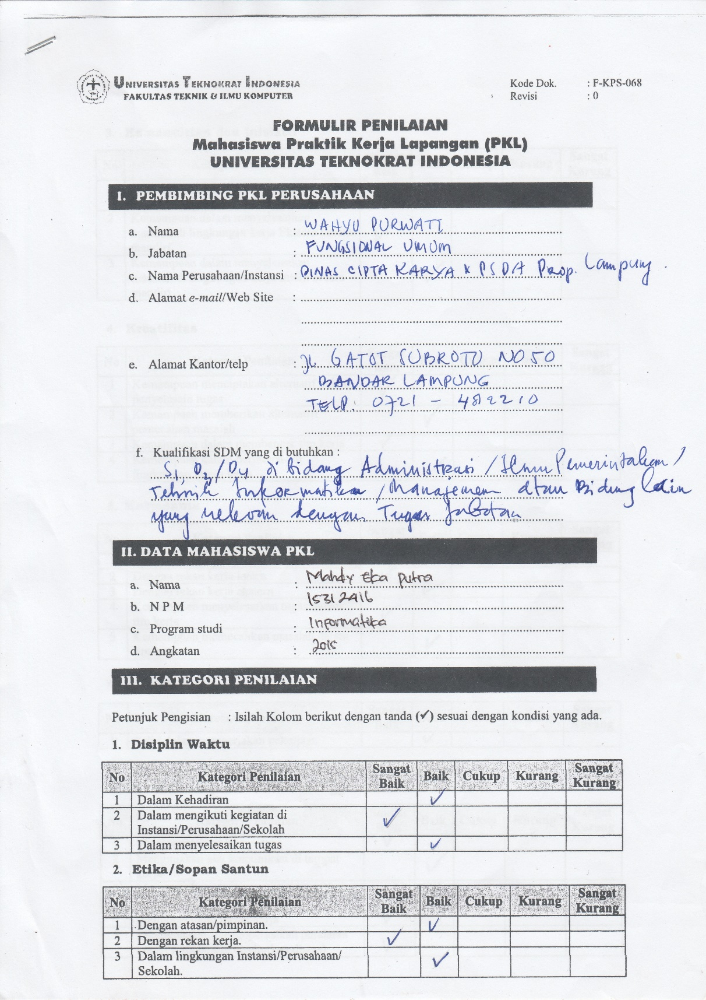 UNIVERSITAS TEKNOKRAT INDONESIA
FAKULTAS TEKNIK & ILMU KOMPUTER
Kode Dok. : F-KPS-068
Revisi : 0
FORMULIR PENILAIAN
Mahasiswa Praktik Kerja Lapangan (PKL)
UNIVERSITAS TEKNOKRAT INDONESIA
I. PEMBIMBING PKL PERUSAHAAN
a. Nama : WAHYU PURWATI
b. Jabatan : FUNGSIONAL UMUM
c. Nama Perusahaan/Instansi : DINAS CIPTA KARYA & PSDA Prop. Lampung.
d. Alamat e-mail/Web Site :
e. Alamat Kantor/telp : Jl. GATOT SUBROTO NO 50
BANDAR LAMPUNG
TELP. 0721 - 482210
f. Kualifikasi SDM yang di butuhkan :
S1, D3/D4 di bidang Administrasi / Ilmu Pemerintahan /
Tehnik Informatika / Manajemen atau Bidang lain
yang relevan dengan Tugas Jabatan
II. DATA MAHASISWA PKL
a. Nama : Mahdy Eka Putra
b. N P M : 15312416
c. Program studi : Informatika
d. Angkatan : 2015
III. KATEGORI PENILAIAN
Petunjuk Pengisian : Isilah Kolom berikut dengan tanda (✓) sesuai dengan kondisi yang ada.
1. Disiplin Waktu
No Kategori Penilaian Sangat Baik Baik Cukup Kurang Sangat Kurang
1 Dalam Kehadiran ✓
2 Dalam mengikuti kegiatan di ✓
Instansi/Perusahaan/Sekolah
3 Dalam menyelesaikan tugas ✓
2. Etika/Sopan Santun
No Kategori Penilaian Sangat Baik Baik Cukup Kurang Sangat Kurang
1 Dengan atasan/pimpinan. ✓
2 Dengan rekan kerja. ✓
3 Dalam lingkungan Instansi/Perusahaan/ ✓
Sekolah.